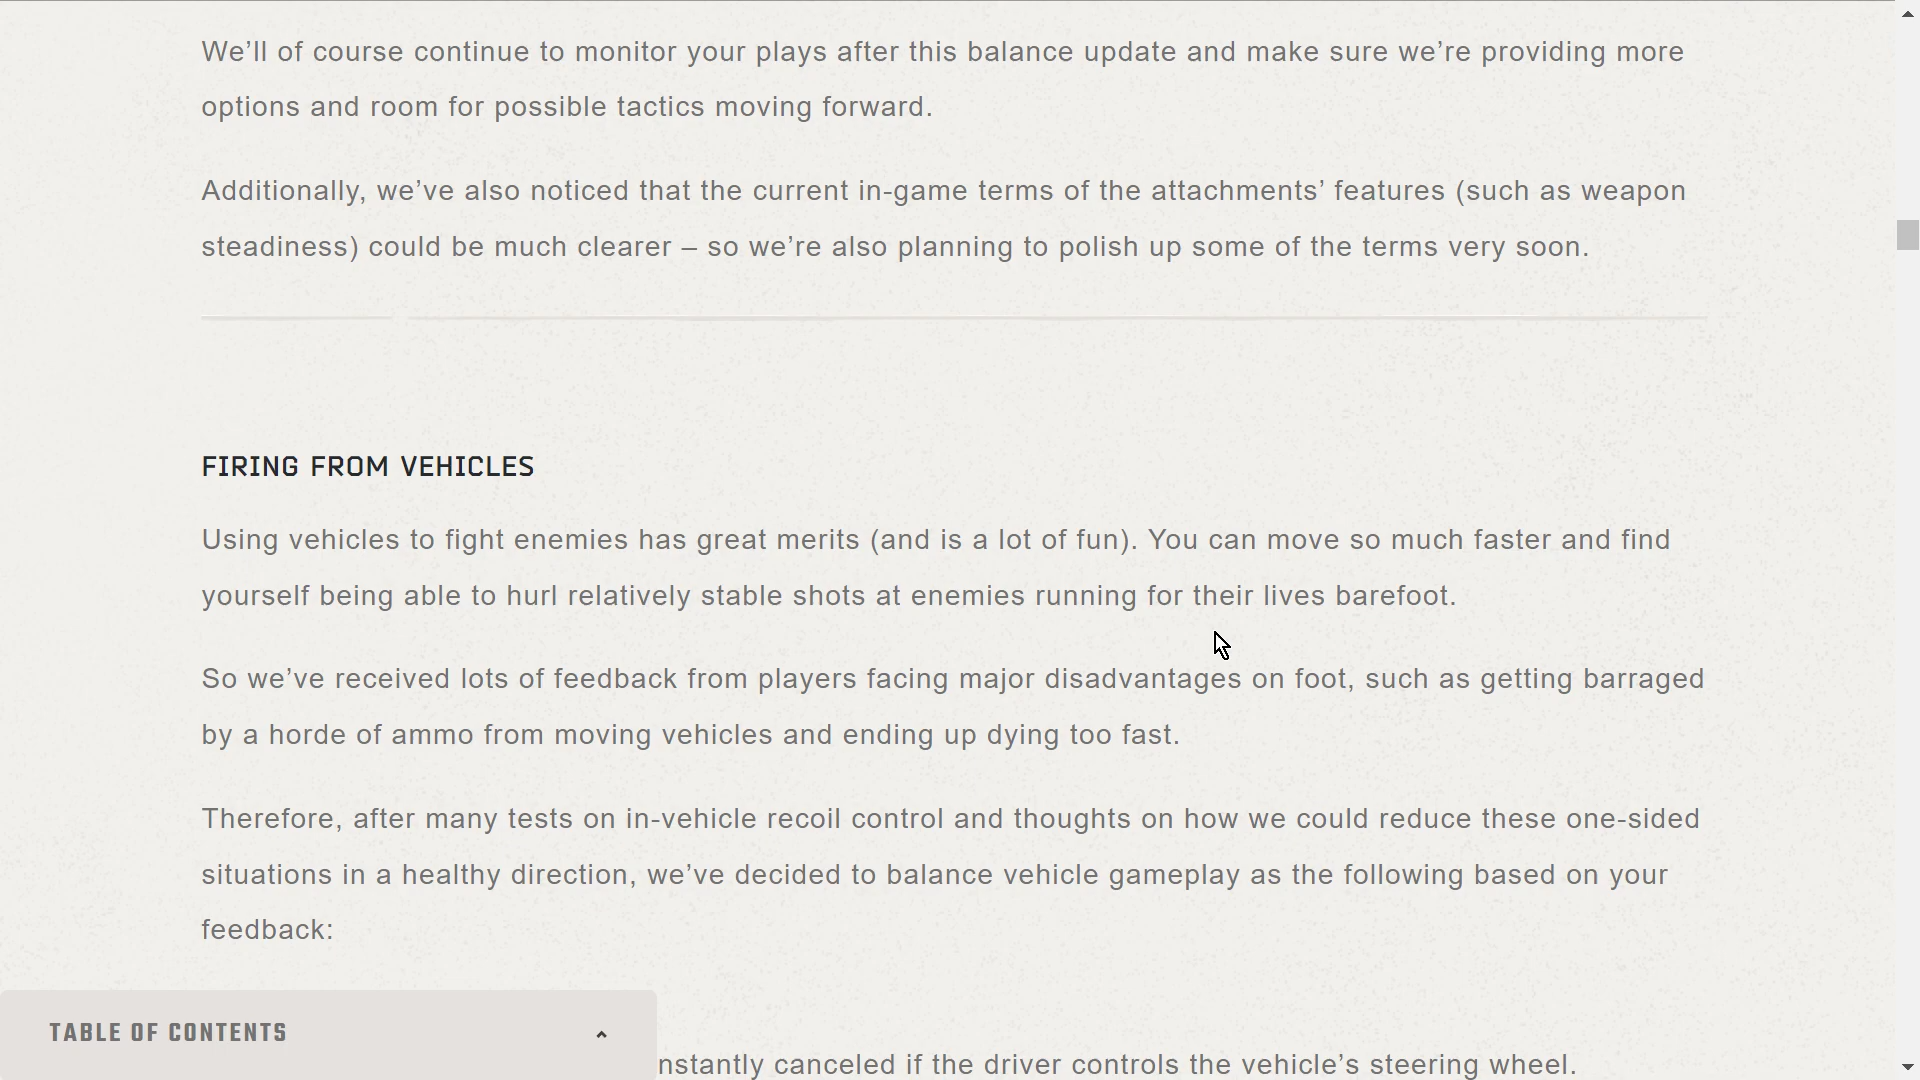 We’ll of course continue to monitor your plays after this balance update and make sure we’re providing more
options and room for possible tactics moving forward.
Additionally, we’ve also noticed that the current in-game terms of the attachments’ features (such as weapon
steadiness) could be much clearer – so we’re also planning to polish up some of the terms very soon.
FIRING FROM VEHICLES
Using vehicles to fight enemies has great merits (and is a lot of fun). You can move so much faster and find
yourself being able to hurl relatively stable shots at enemies running for their lives barefoot.
So we’ve received lots of feedback from players facing major disadvantages on foot, such as getting barraged
by a horde of ammo from moving vehicles and ending up dying too fast.
Therefore, after many tests on in-vehicle recoil control and thoughts on how we could reduce these one-sided
situations in a healthy direction, we’ve decided to balance vehicle gameplay as the following based on your
feedback:
TABLE OF CONTENTS
canceled if the driver controls the vehicle’s steering wheel.